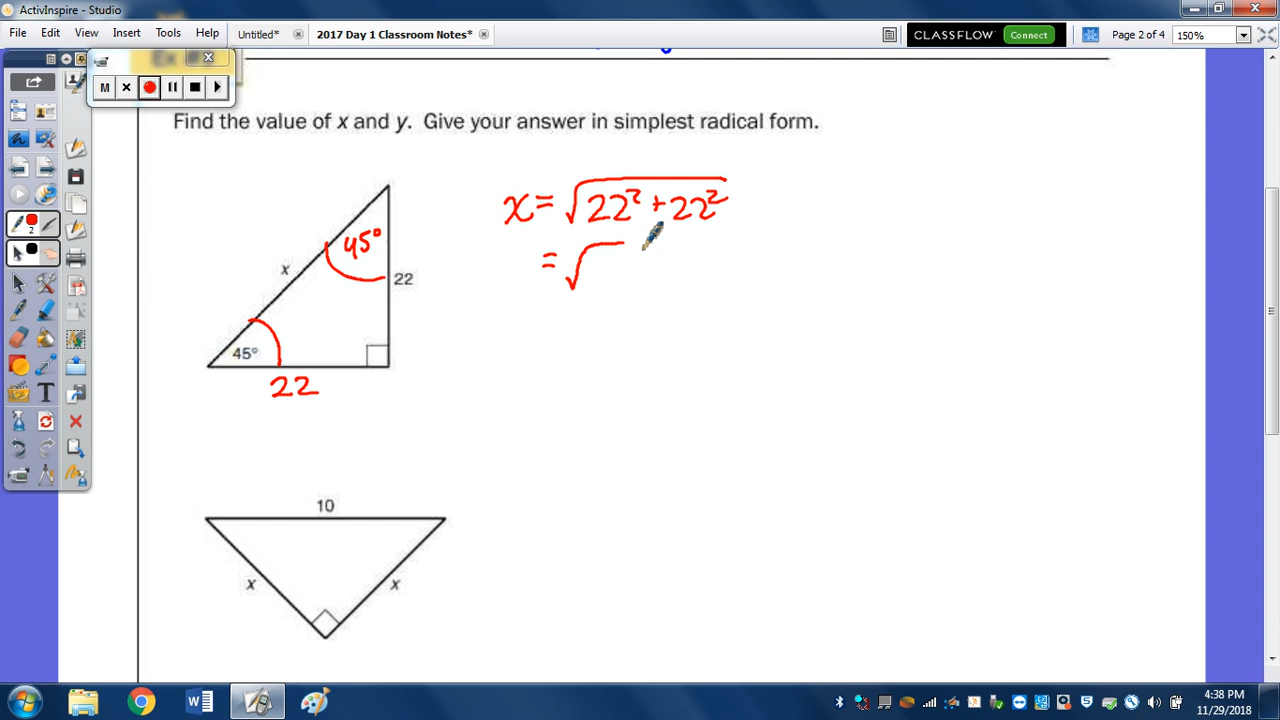 ActivInspire - Studio
File Edit View Insert Tools Help
Untitled*
2017 Day 1 Classroom Notes*
CLASSFLOW Connect
Page 2 of 4
150%
M
Find the value of x and y. Give your answer in simplest radical form.
x = √22² + 22²
= √
45°
x
22
45°
22
10
x
x
2
T
W
4:38 PM
11/29/2018